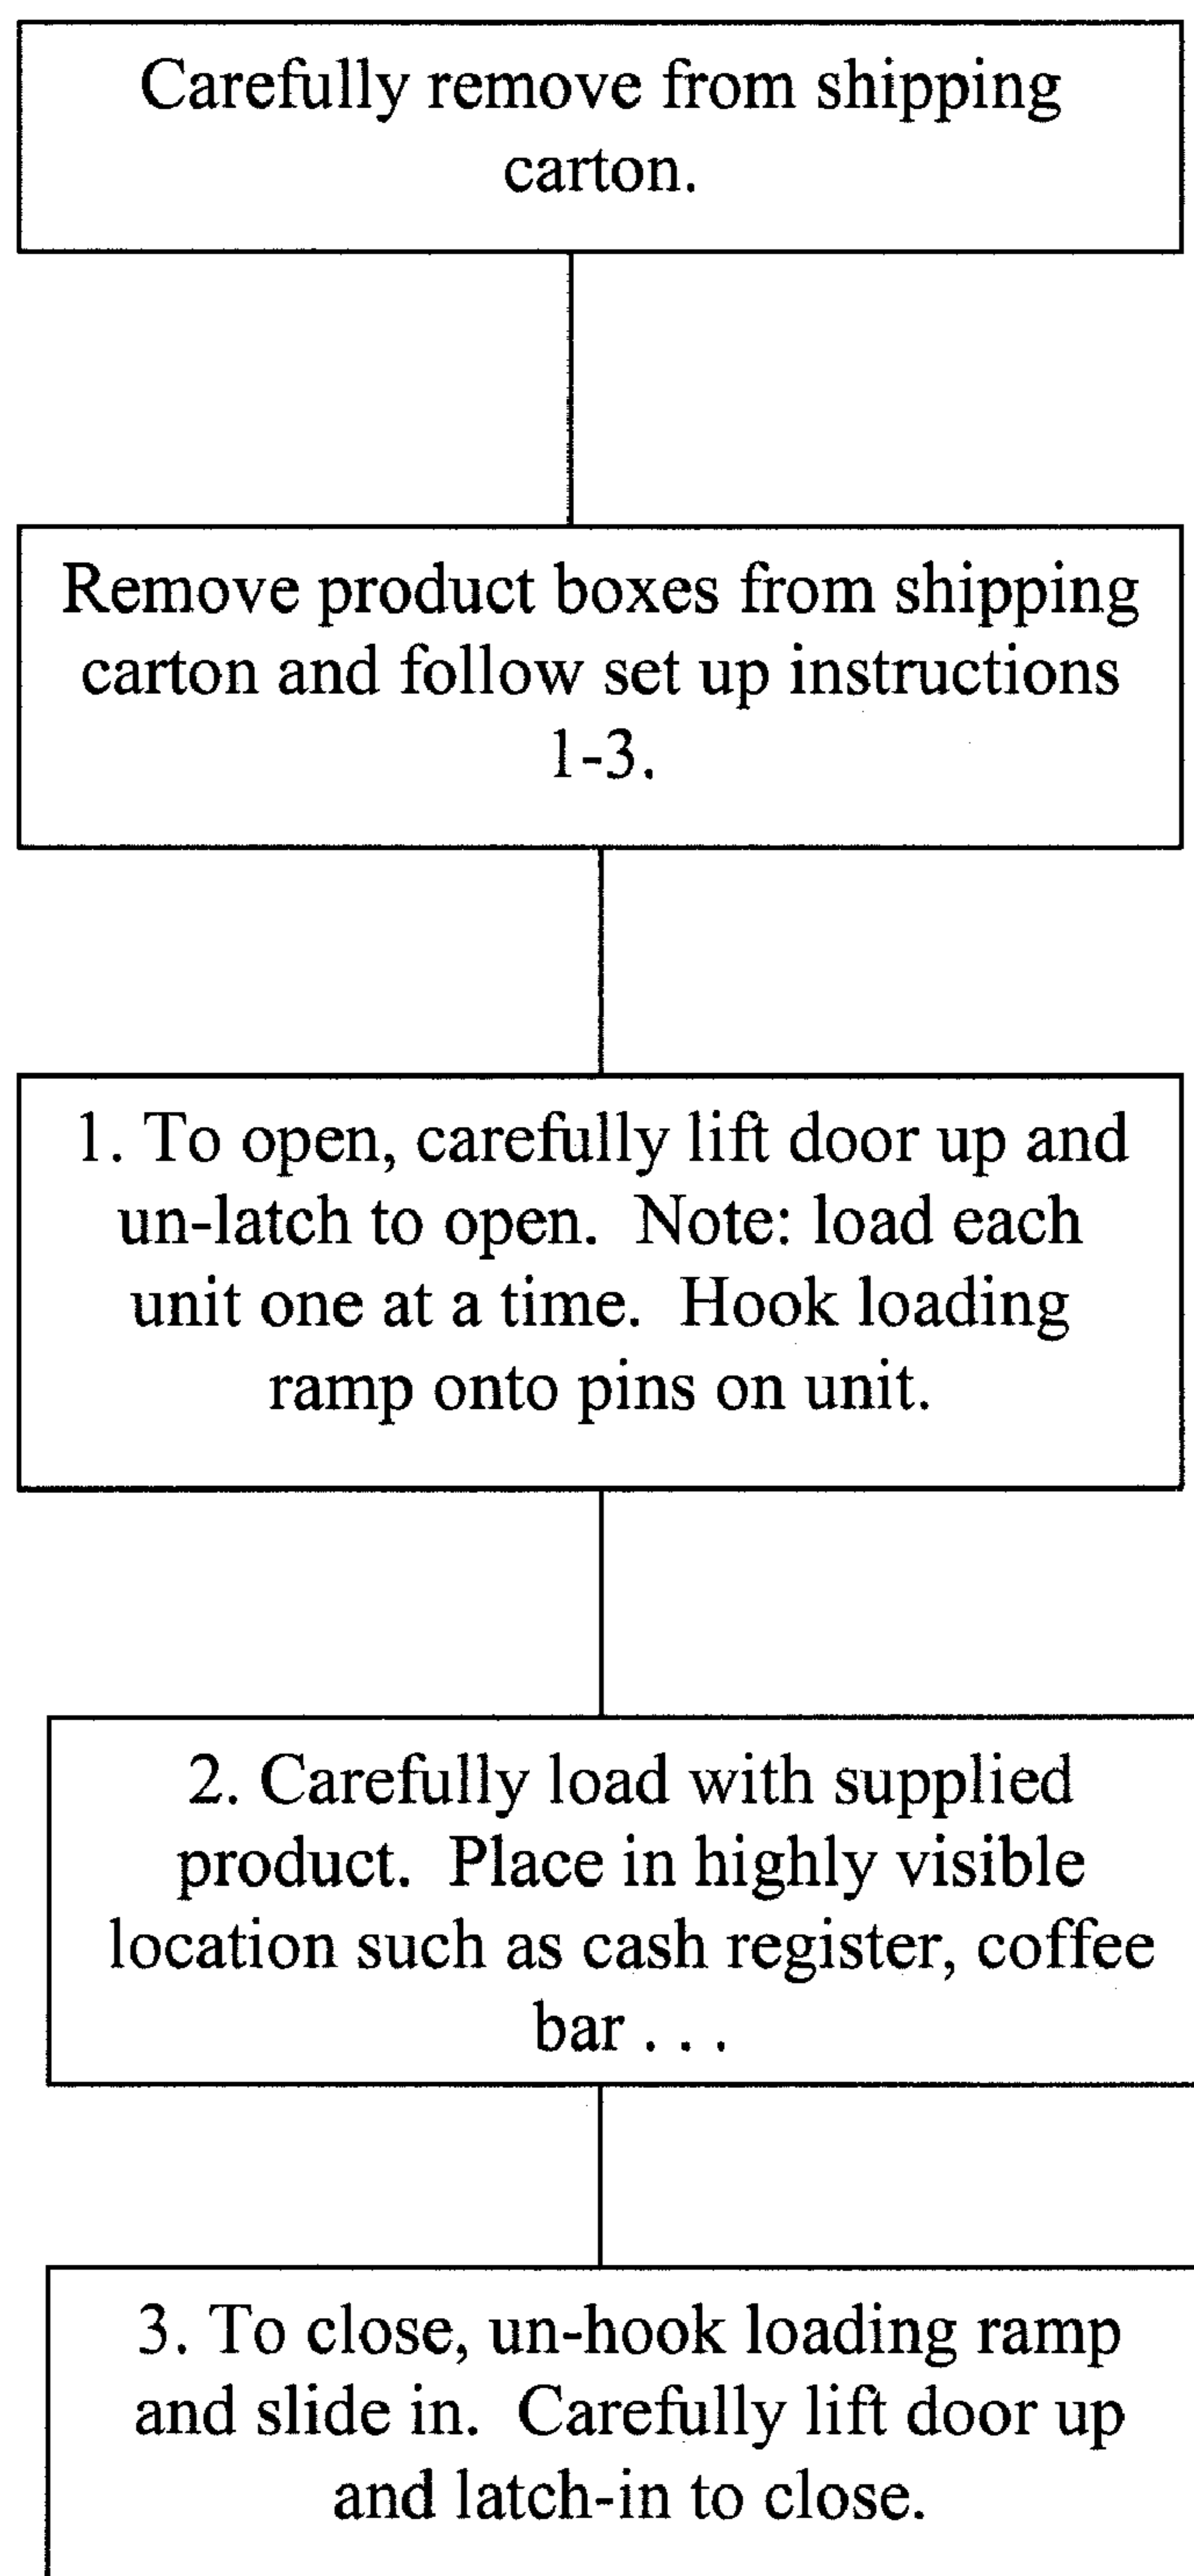 Carefully remove from shipping
carton.
Remove product boxes from shipping
carton and follow set up instructions
1-3.
1. To open, carefully lift door up and
un-latch to open.  Note: load each
unit one at a time.  Hook loading
ramp onto pins on unit.
2. Carefully load with supplied
product.  Place in highly visible
location such as cash register, coffee
bar . . .
3. To close, un-hook loading ramp
and slide in.  Carefully lift door up
and latch-in to close.